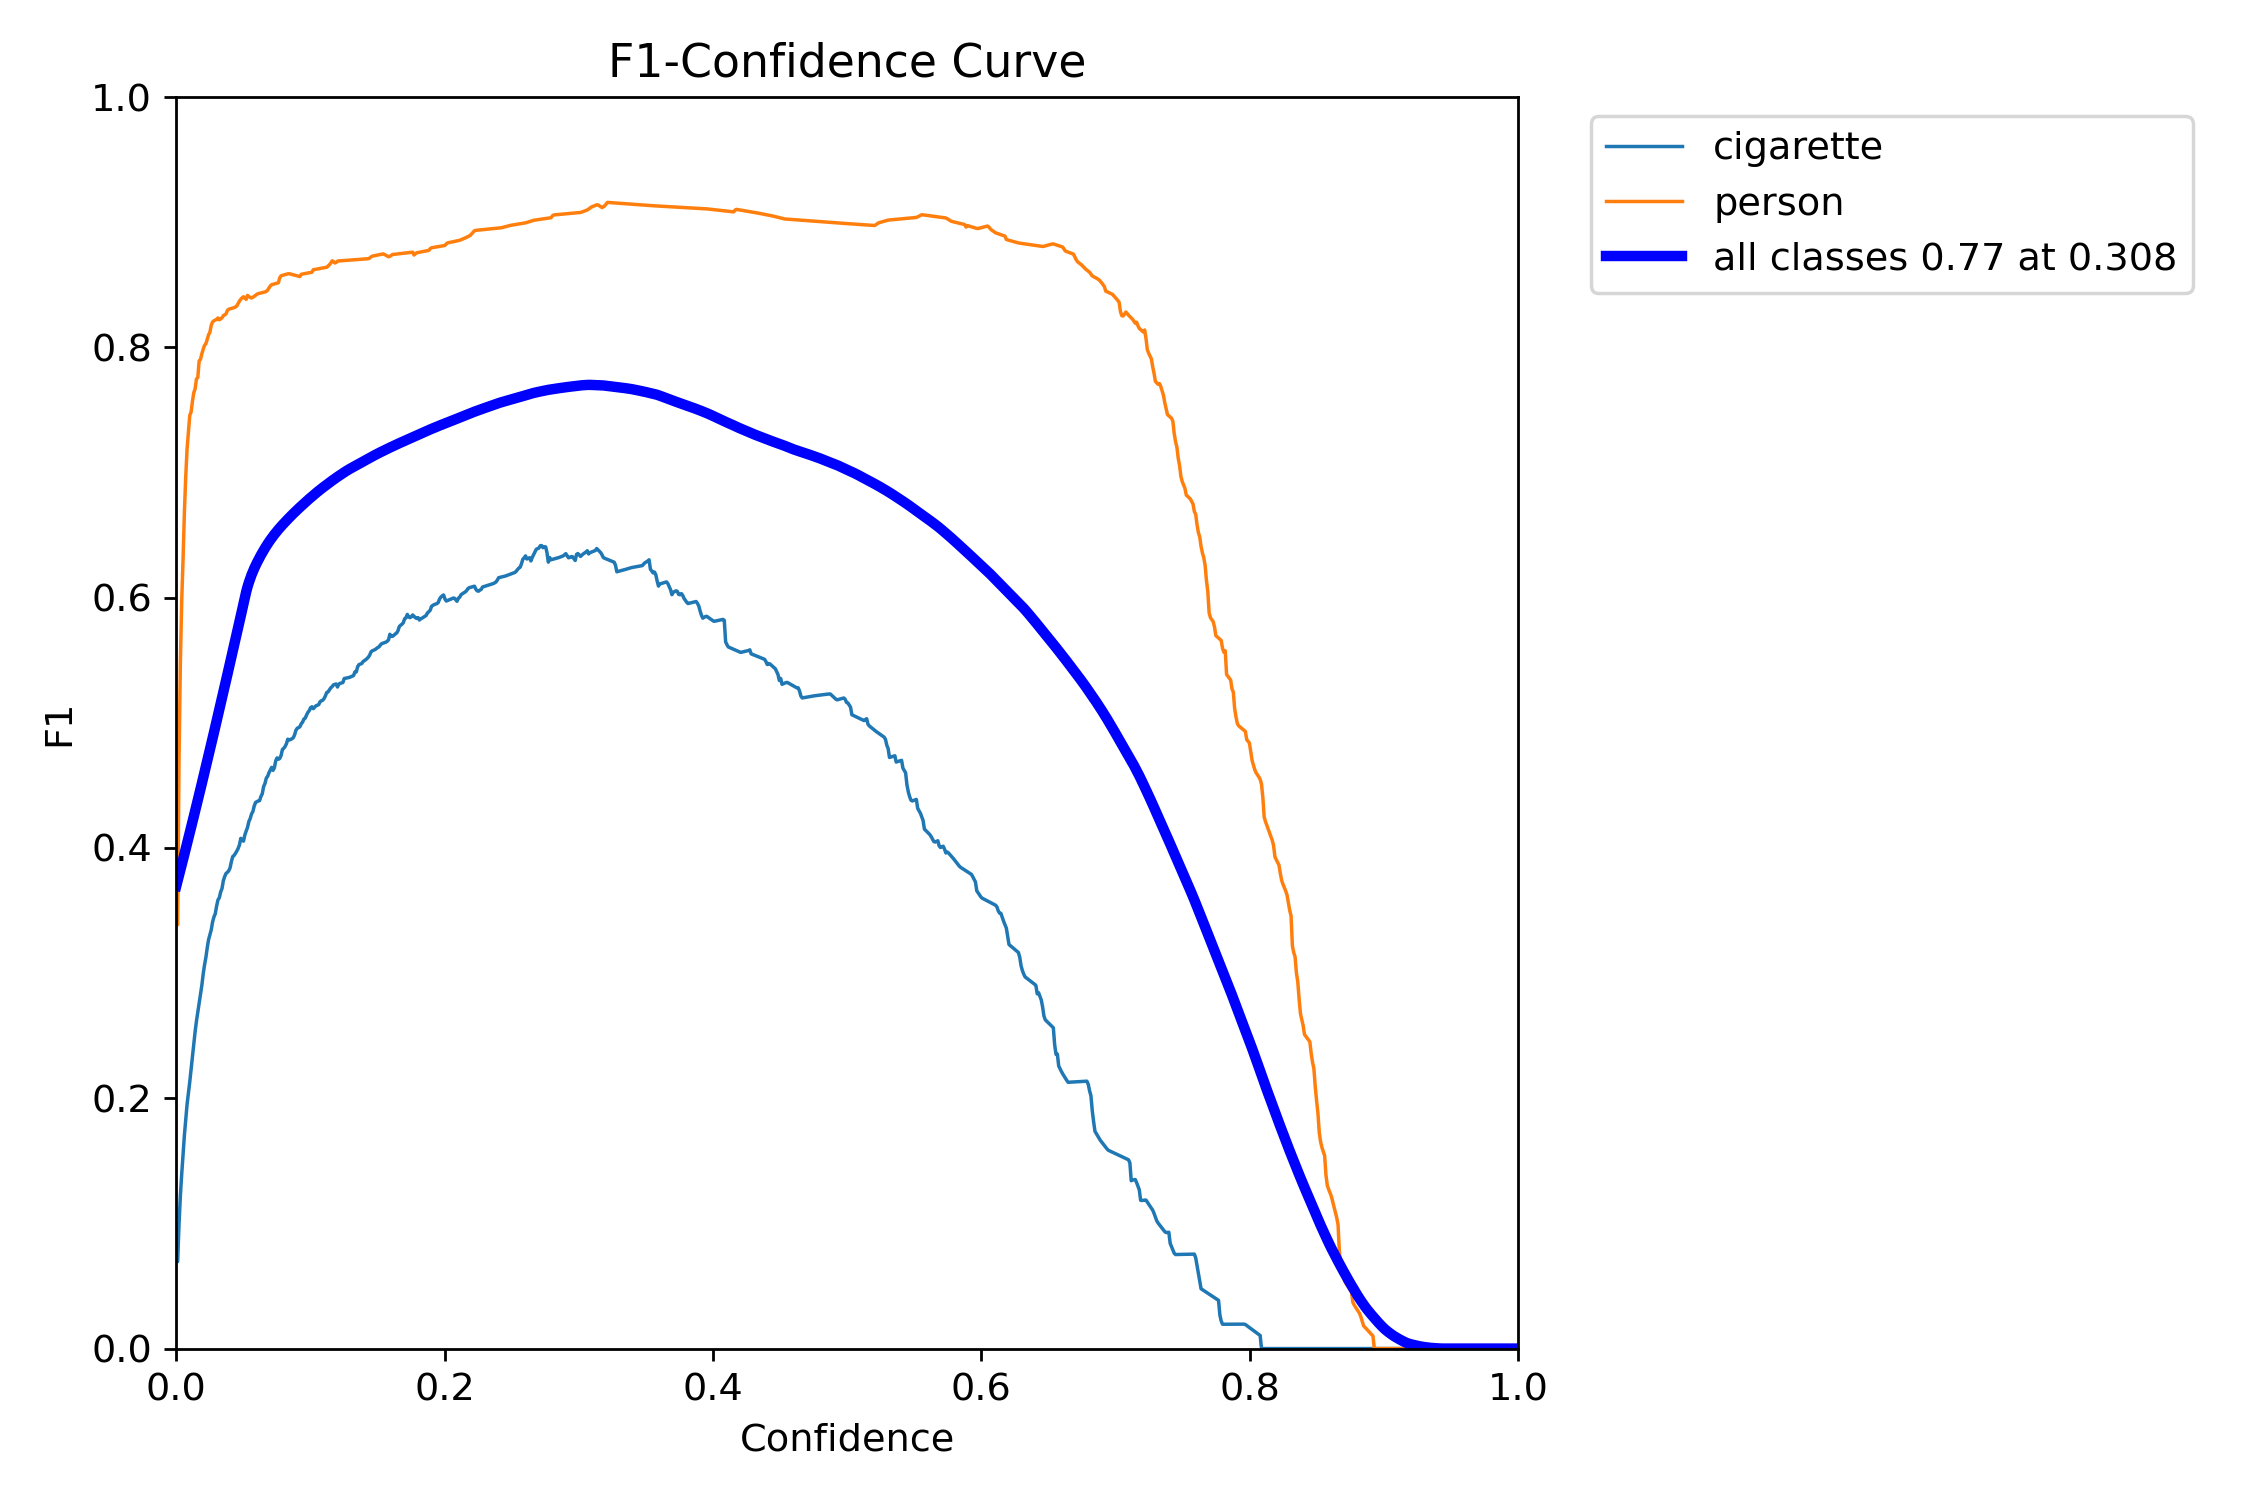 F1-Confidence Curve
1.0
0.8
0.6
0.4
0.2
0.0
F1
0.0 0.2 0.4 0.6 0.8 1.0
Confidence
cigarette
person
all classes 0.77 at 0.308